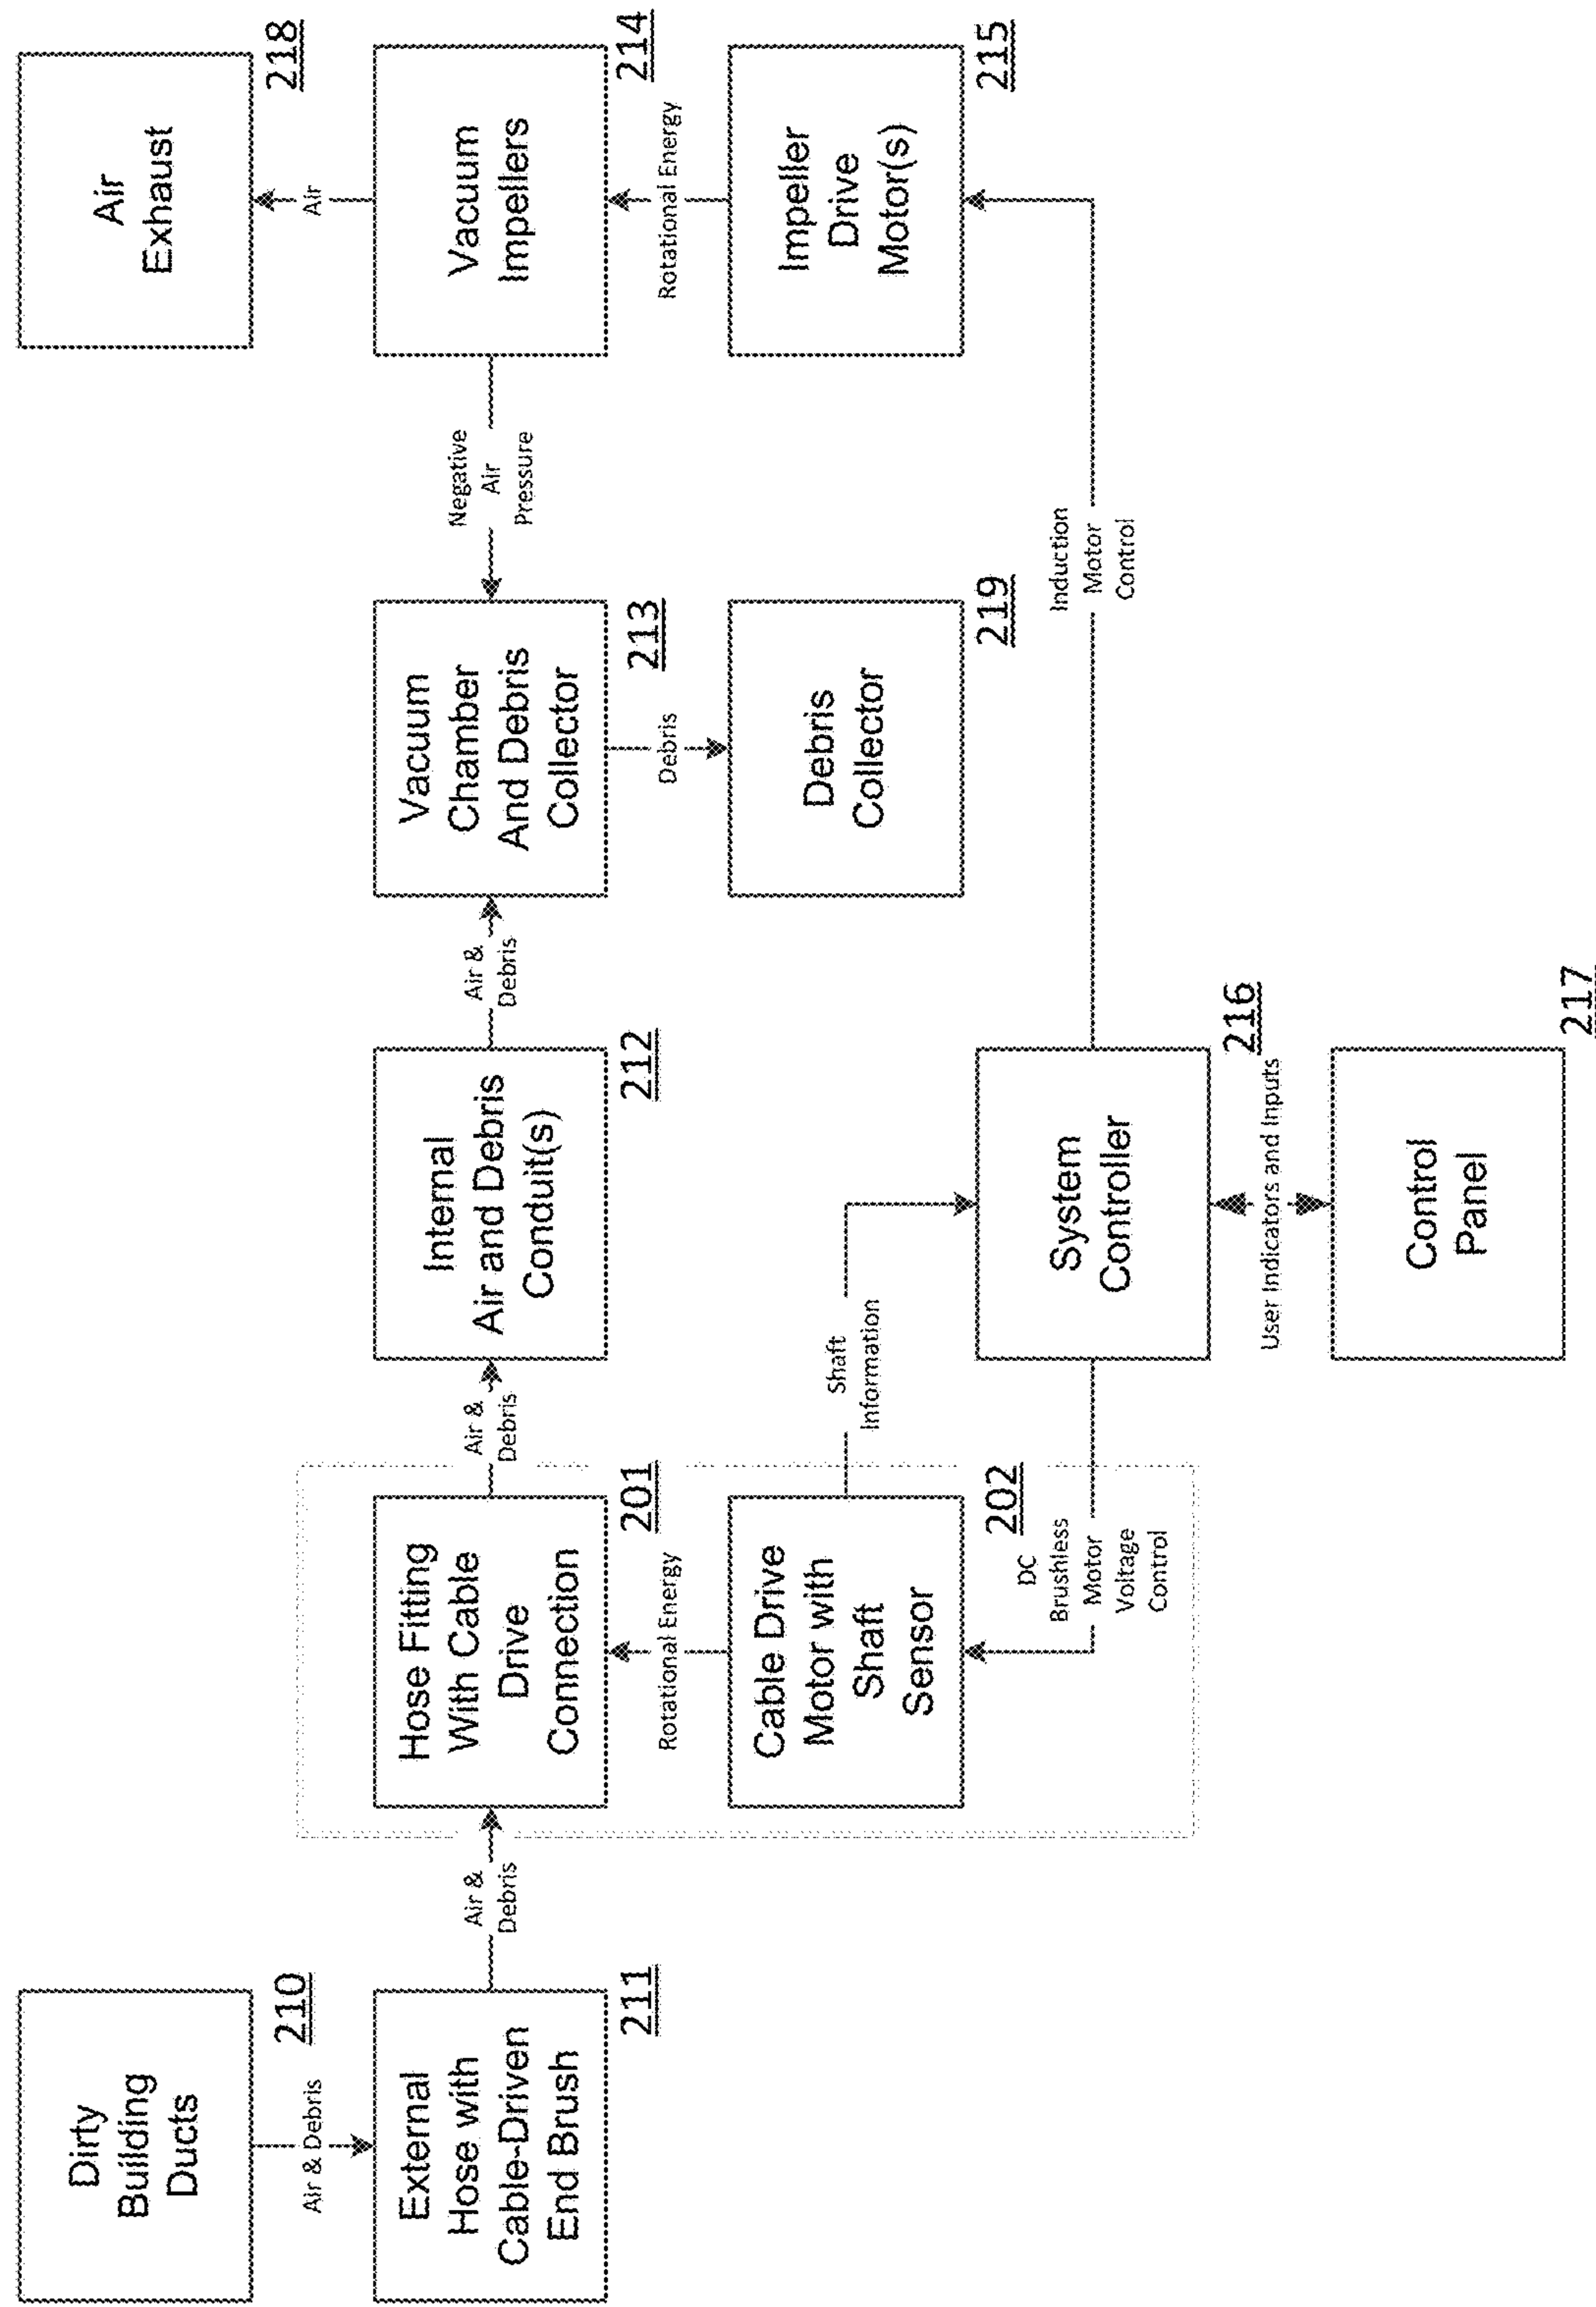 Dirty
Building
Ducts
210
Air & Debris
External
Hose with
Cable-Driven
End Brush
211
Air &
Debris
Hose Fitting
With Cable
Drive
Connection
201
Rotational Energy
Cable Drive
Motor with
Shaft
Sensor
202
DC
Brushless
Motor
Voltage
Control
Shaft
Information
Air &
Debris
Internal
Air and Debris
Conduit(s)
212
Air &
Debris
System
Controller
216
User Indicators and Inputs
Control
Panel
217
Vacuum
Chamber
And Debris
Collector
213
Debris
Debris
Collector
219
Negative
Air
Pressure
Induction
Motor
Control
Air
Exhaust
218
Air
Vacuum
Impellers
214
Rotational Energy
Impeller
Drive
Motor(s)
215